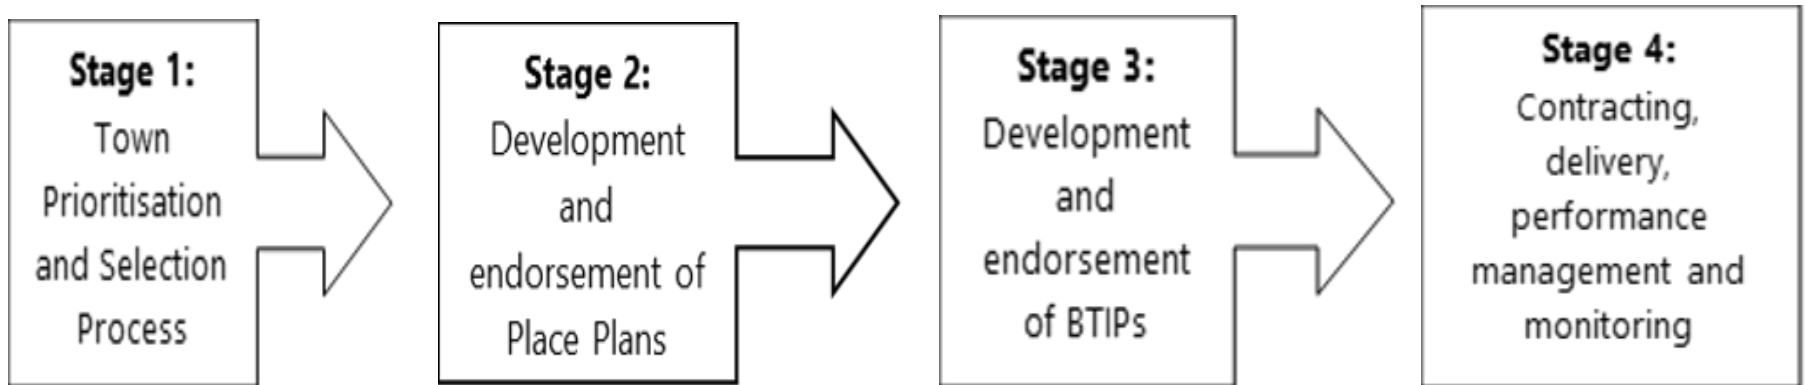 Stage 1:
Town
Prioritisation
and Selection
Process
Stage 2:
Development
and
endorsement of
Place Plans
Stage 3:
Development
and
endorsement
of BTIPs
Stage 4:
Contracting,
delivery,
performance
management and
monitoring